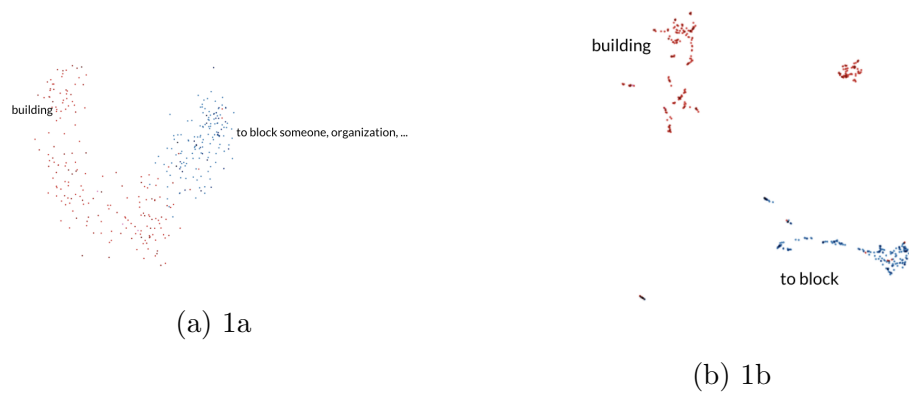 building
to block someone, organization, ...
(a) 1a
building
to block
(b) 1b